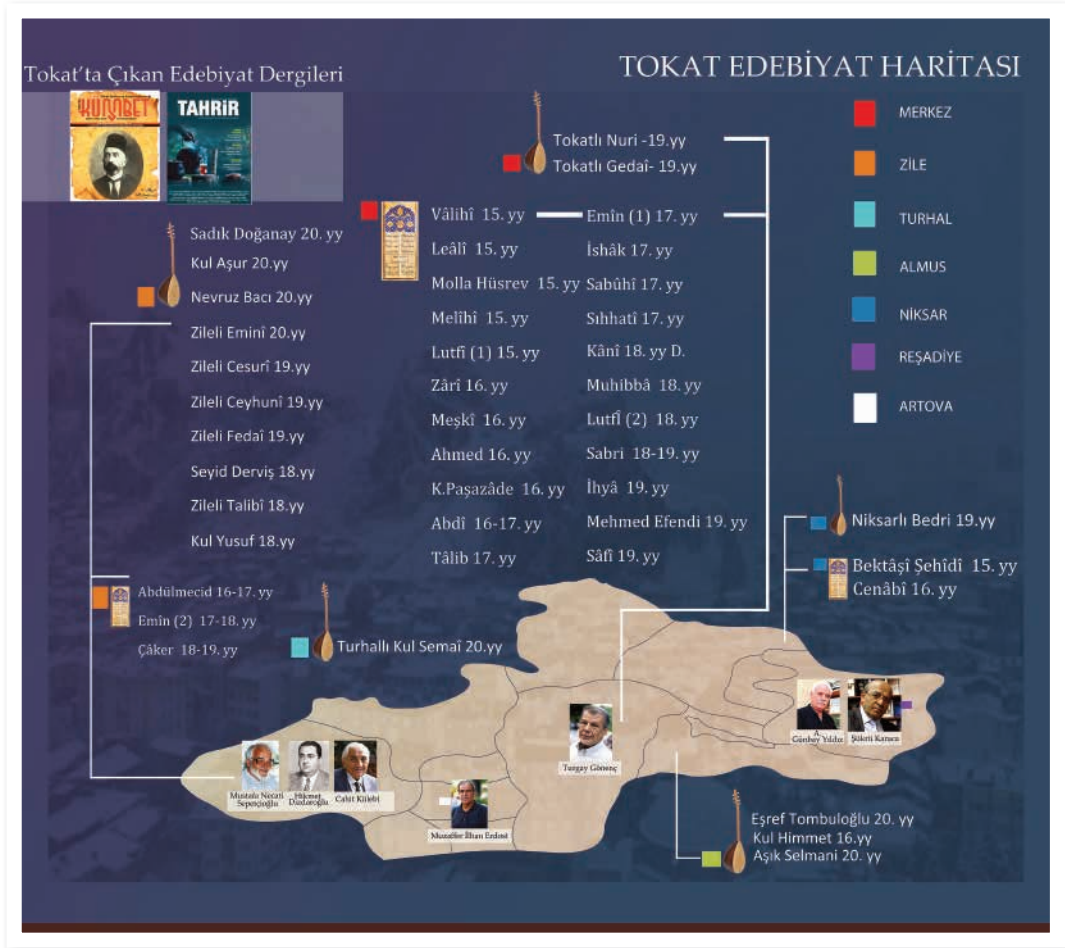 Tokat'ta Çıkan Edebiyat Dergileri
KÜMBET
TAHRİR
TOKAT EDEBİYAT HARİTASI
MERKEZ
ZİLE
TURHAL
ALMUS
NİKSAR
REŞADİYE
ARTOVA
Tokatlı Nuri -19.yy
Tokatlı Gedaî- 19.yy
Sadık Doğanay 20. yy
Kul Aşur 20.yy
Nevruz Bacı 20.yy
Zileli Eminî 20.yy
Zileli Cesurî 19.yy
Zileli Ceyhunî 19.yy
Zileli Fedaî 19.yy
Seyid Derviş 18.yy
Zileli Talibî 18.yy
Kul Yusuf 18.yy
Vâlihî 15. yy
Leâlî 15. yy
Molla Hüsrev 15. yy
Melîhî 15. yy
Lutfî (1) 15. yy
Zârî 16. yy
Meşkî 16. yy
Ahmed 16. yy
K.Paşazâde 16. yy
Abdî 16-17. yy
Tâlib 17. yy
Emîn (1) 17. yy
İshâk 17. yy
Sabûhî 17. yy
Sıhhatî 17. yy
Kânî 18. yy D.
Muhibbâ 18. yy
Lutfî (2) 18. yy
Sabri 18-19. yy
İhyâ 19. yy
Mehmed Efendi 19. yy
Sâfî 19. yy
Abdülmecid 16-17. yy
Emîn (2) 17-18. yy
Çâker 18-19. yy
Turhallı Kul Semaî 20.yy
Niksarlı Bedri 19.yy
Bektâşî Şehîdî 15. yy
Cenâbî 16. yy
Mustafa Necati
Sepetçioğlu
Hikmet
Dizdaroğlu
Cahit Külebi
Muzaffer İlhan Erdost
Turgay Gönenç
A.
Günbay Yıldız
Şükrü Karaca
Eşref Tombuloğlu 20. yy
Kul Himmet 16.yy
Aşık Selmani 20. yy